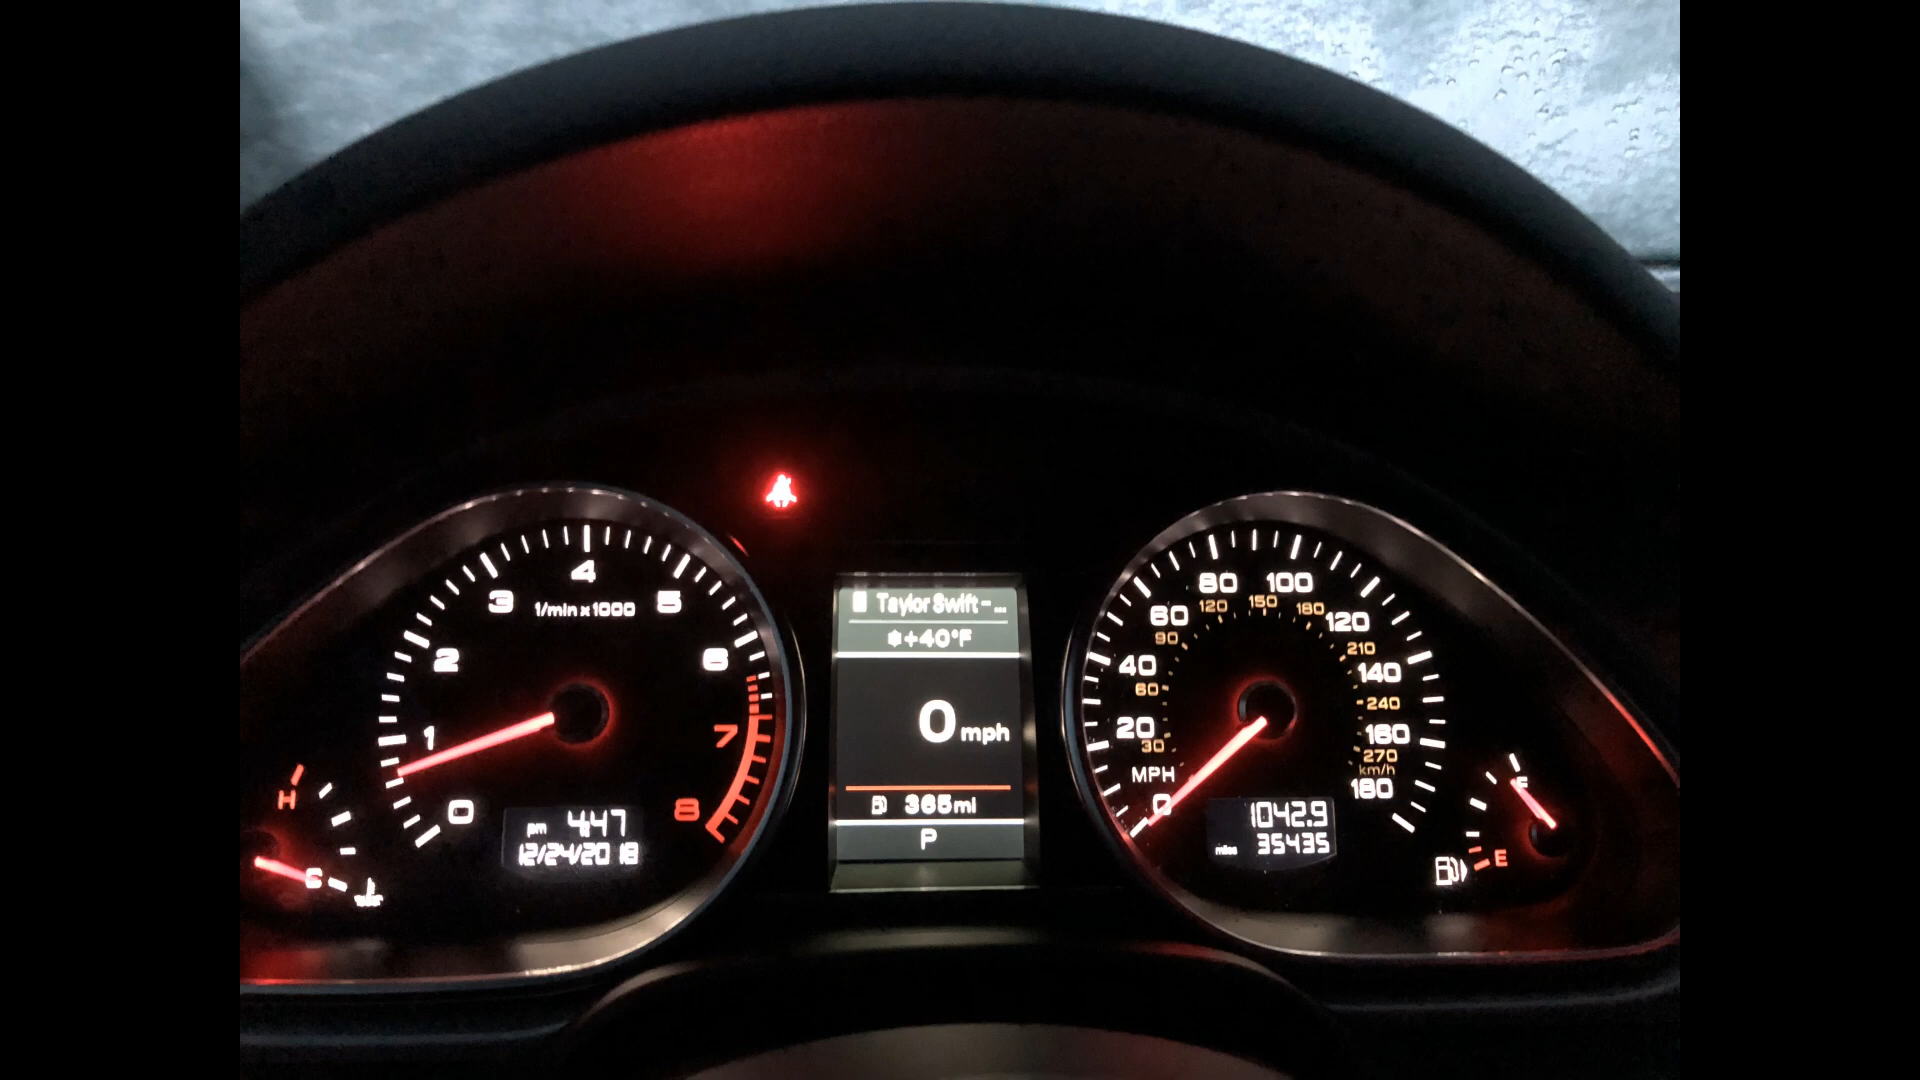 Taylor Swift - ...
+40°F
0 mph
365mi
P
0
1
2
3
4
5
6
7
8
1/min x 1000
H
C
pm 4:47
12/24/2018
0
20
40
60
80
100
120
140
160
180
30
60
90
120
150
180
210
240
270
km/h
MPH
1042.9
miles 35435
F
E